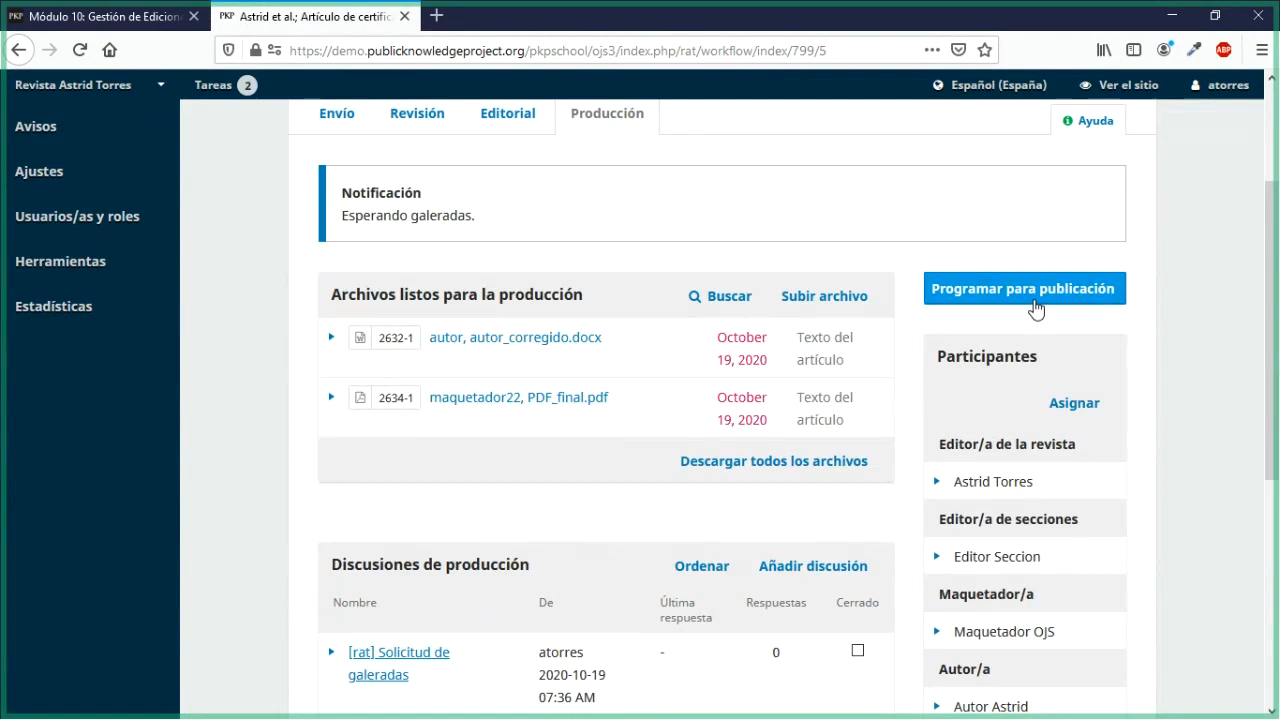 Módulo 10: Gestión de Edicion
Astrid et al.; Artículo de certific
https://demo.publicknowledgeproject.org/pkpschool/ojs3/index.php/rat/workflow/index/799/5
ABP
Revista Astrid Torres
Tareas 2
Español (España)
Ver el sitio
atorres
Avisos
Ajustes
Usuarios/as y roles
Herramientas
Estadísticas
Envío
Revisión
Editorial
Producción
Ayuda
Notificación
Esperando galeradas.
Programar para publicación
Archivos listos para la producción
Buscar
Subir archivo
2632-1 autor, autor_corregido.docx October 19, 2020 Texto del artículo
2634-1 maquetador22, PDF_final.pdf October 19, 2020 Texto del artículo
Descargar todos los archivos
Participantes
Asignar
Editor/a de la revista
Astrid Torres
Editor/a de secciones
Editor Seccion
Maquetador/a
Maquetador OJS
Autor/a
Autor Astrid
Discusiones de producción
Ordenar
Añadir discusión
Nombre De Última respuesta Respuestas Cerrado
[rat] Solicitud de galeradas atorres 2020-10-19 07:36 AM - 0